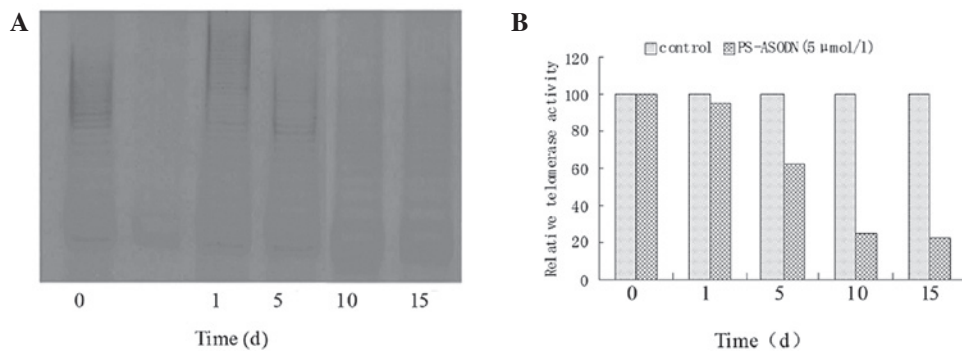 A
0 1 5 10 15
Time (d)
B
control PS-ASODN(5 μmol/l)
Relative telomerase activity
120
100
80
60
40
20
0
0 1 5 10 15
Time (d)